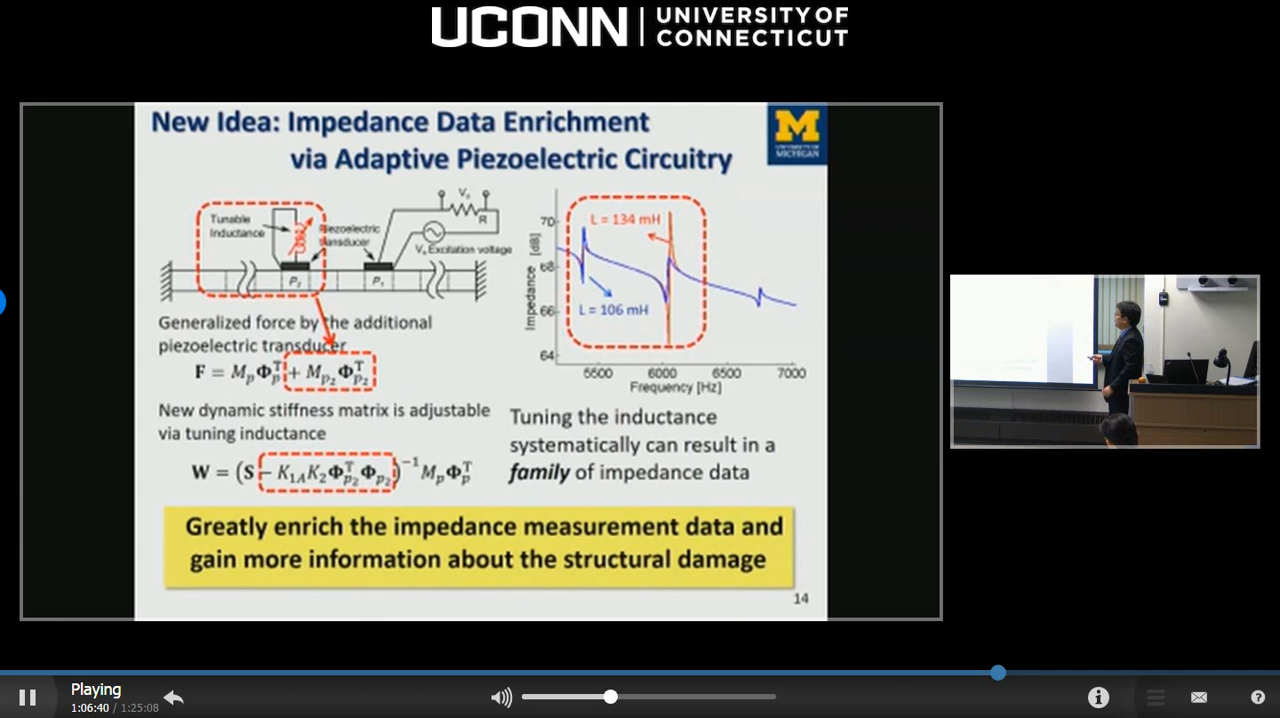 UCONN
UNIVERSITY OF
CONNECTICUT
New Idea: Impedance Data Enrichment
via Adaptive Piezoelectric Circuitry
M
UNIVERSITY OF
MICHIGAN
Tunable
Inductance
Piezoelectric
transducer
R
Excitation voltage
P₂
P₁
Generalized force by the additional
piezoelectric transducer
F = MₚΦₚᵀ + Mₚ₂Φₚ₂ᵀ
New dynamic stiffness matrix is adjustable
via tuning inductance
W = (S − K₁ₐK₂Φₚ₂ᵀΦₚ₂)⁻¹MₚΦₚᵀ
Impedance [dB]
70
68
66
64
L = 134 mH
L = 106 mH
5500 6000 6500 7000
Frequency [Hz]
Tuning the inductance
systematically can result in a
family of impedance data
Greatly enrich the impedance measurement data and
gain more information about the structural damage
14
Playing
1:06:40 / 1:25:08